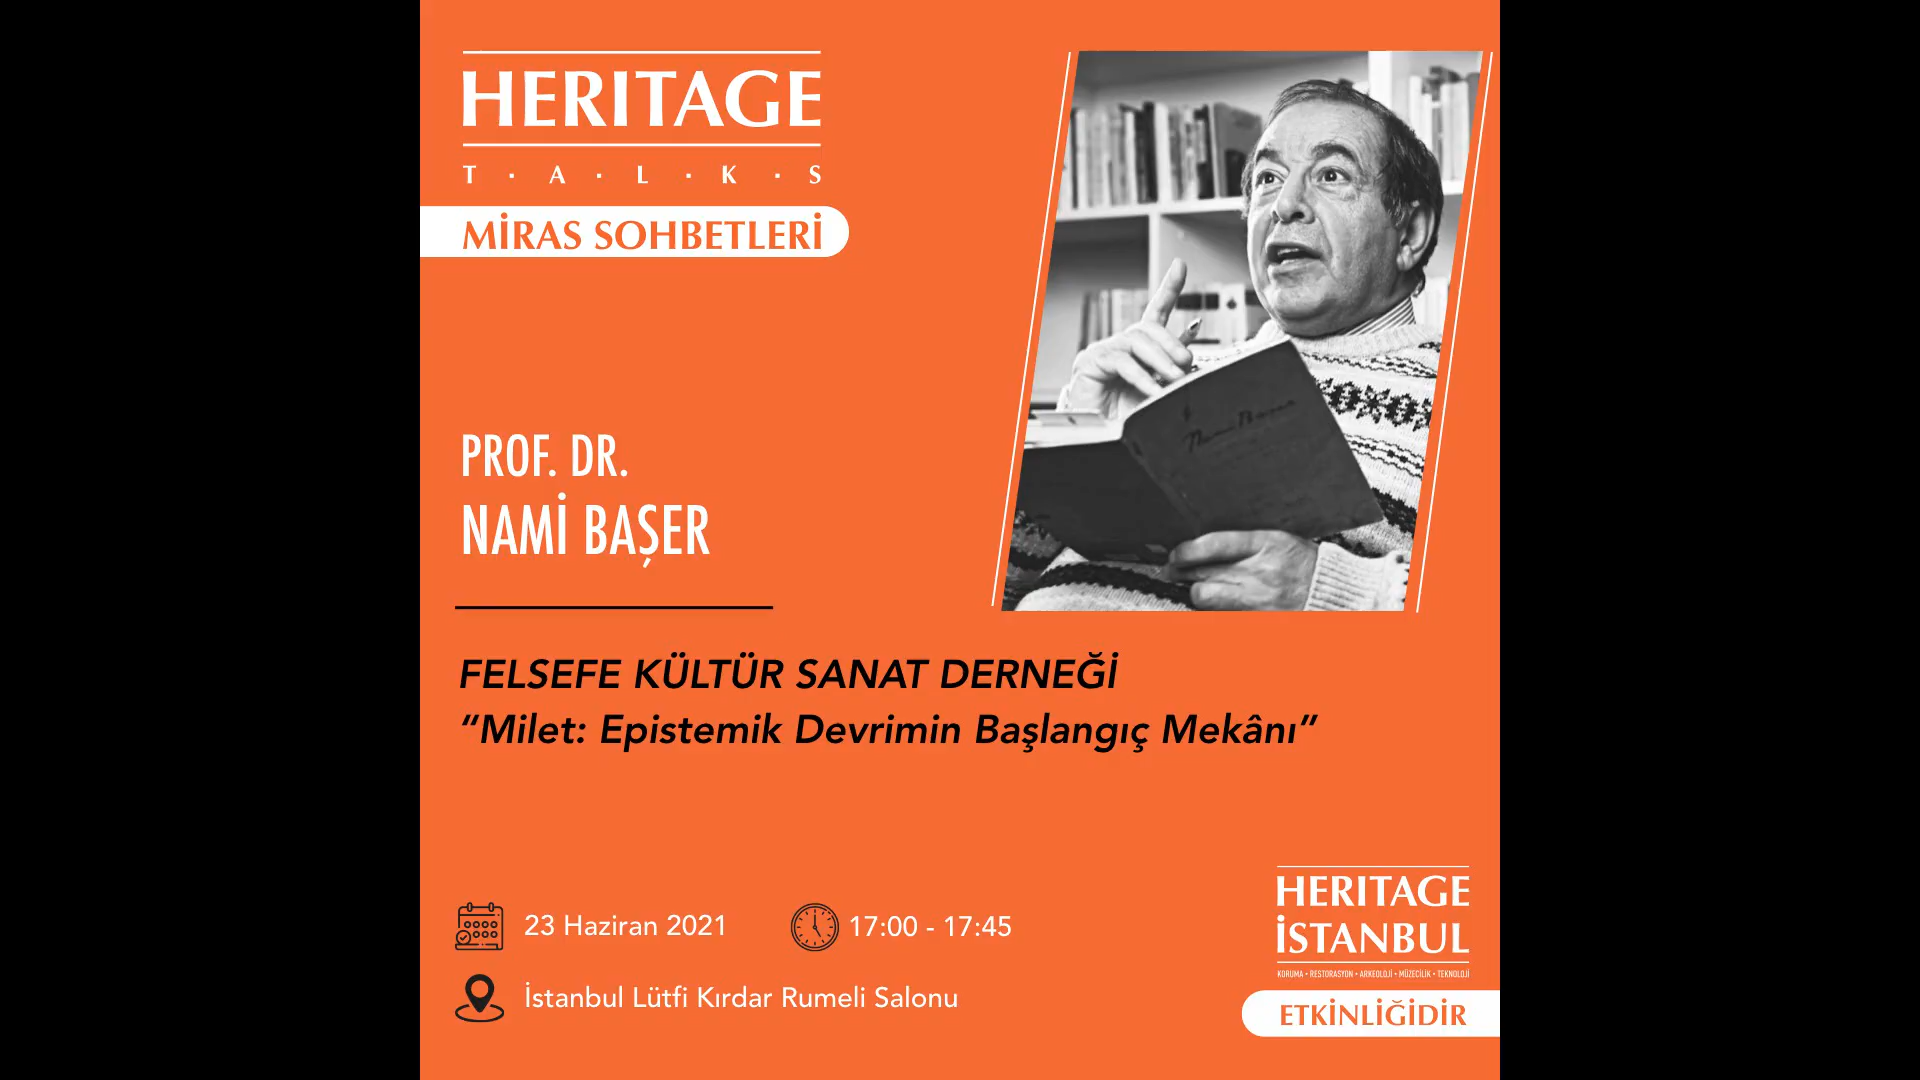 HERITAGE
T · A · L · K · S
MİRAS SOHBETLERİ
PROF. DR.
NAMİ BAŞER
Nami Başer
FELSEFE KÜLTÜR SANAT DERNEĞİ
“Milet: Epistemik Devrimin Başlangıç Mekânı”
23 Haziran 2021
17:00 - 17:45
İstanbul Lütfi Kırdar Rumeli Salonu
HERITAGE
İSTANBUL
KORUMA • RESTORASYON • ARKEOLOJİ • MÜZECİLİK • TEKNOLOJİ
ETKİNLİĞİDİR